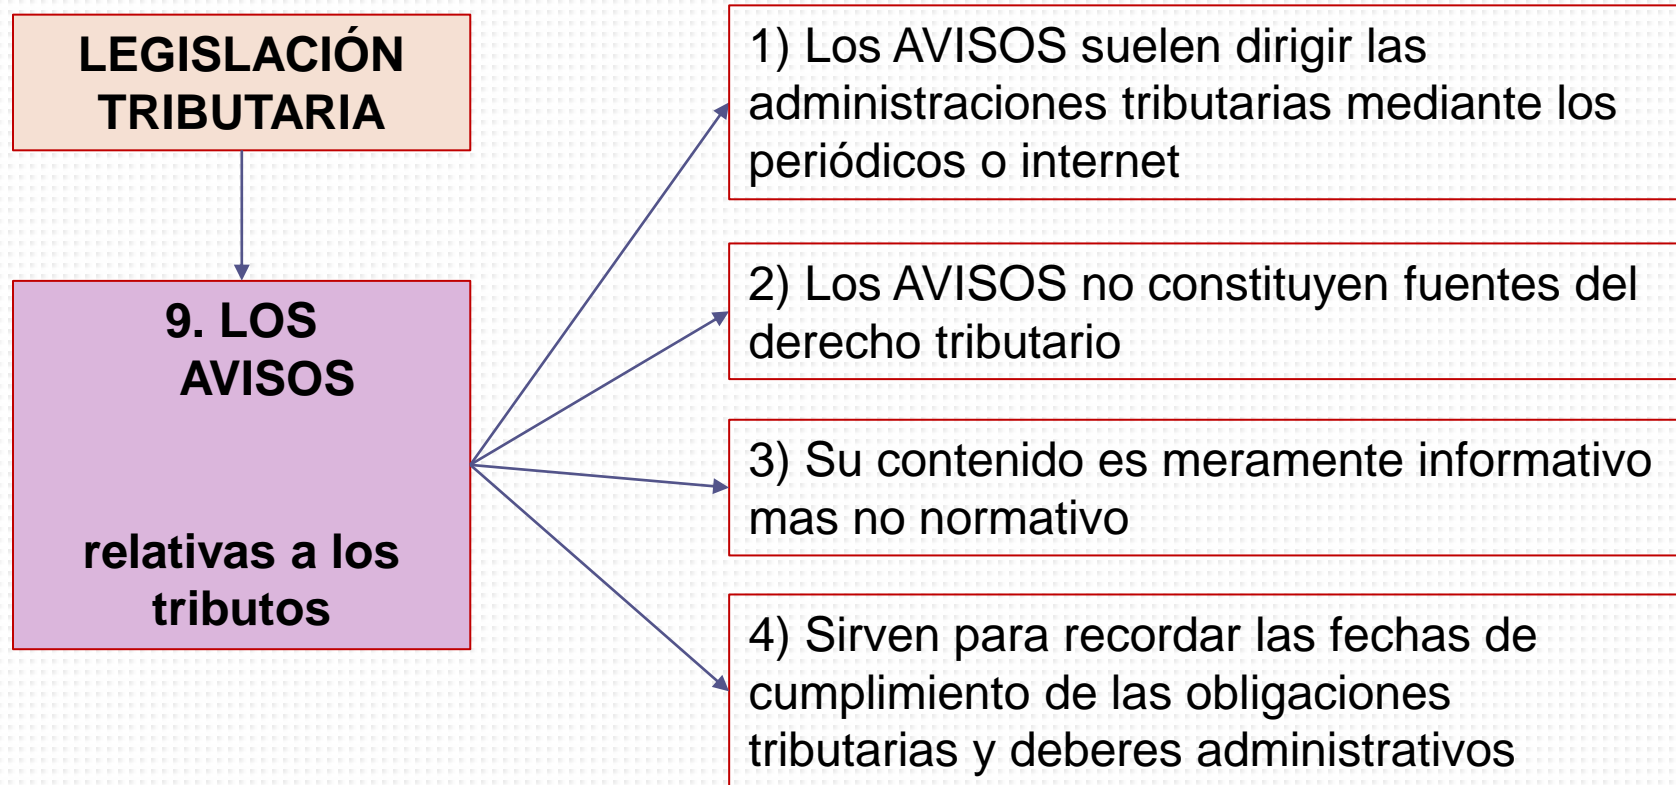 LEGISLACIÓN
TRIBUTARIA
9. LOS
AVISOS
relativas a los
tributos
1) Los AVISOS suelen dirigir las
administraciones tributarias mediante los
periódicos o internet
2) Los AVISOS no constituyen fuentes del
derecho tributario
3) Su contenido es meramente informativo
mas no normativo
4) Sirven para recordar las fechas de
cumplimiento de las obligaciones
tributarias y deberes administrativos